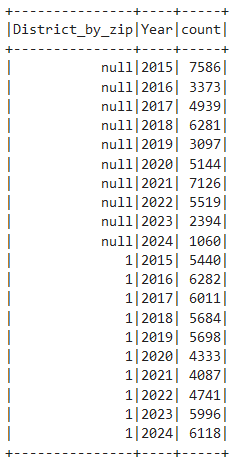 +---------------+----+-----+
|District_by_zip|Year|count|
+---------------+----+-----+
|           null|2015| 7586|
|           null|2016| 3373|
|           null|2017| 4939|
|           null|2018| 6281|
|           null|2019| 3097|
|           null|2020| 5144|
|           null|2021| 7126|
|           null|2022| 5519|
|           null|2023| 2394|
|           null|2024| 1060|
|              1|2015| 5440|
|              1|2016| 6282|
|              1|2017| 6011|
|              1|2018| 5684|
|              1|2019| 5698|
|              1|2020| 4333|
|              1|2021| 4087|
|              1|2022| 4741|
|              1|2023| 5996|
|              1|2024| 6118|
+---------------+----+-----+